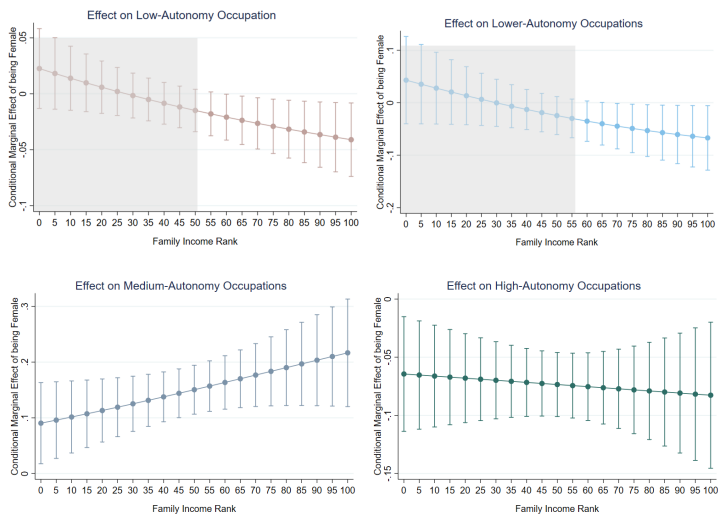 Effect on Low-Autonomy Occupation
Conditional Marginal Effect of being Female
.05
0
-.05
-.1
0 5 10 15 20 25 30 35 40 45 50 55 60 65 70 75 80 85 90 95 100
Family Income Rank
Effect on Lower-Autonomy Occupations
Conditional Marginal Effect of being Female
.1
0
-.1
-.2
0 5 10 15 20 25 30 35 40 45 50 55 60 65 70 75 80 85 90 95 100
Family Income Rank
Effect on Medium-Autonomy Occupations
Conditional Marginal Effect of being Female
.3
.2
.1
0
0 5 10 15 20 25 30 35 40 45 50 55 60 65 70 75 80 85 90 95 100
Family Income Rank
Effect on High-Autonomy Occupations
Conditional Marginal Effect of being Female
0
-.05
-.1
-.15
0 5 10 15 20 25 30 35 40 45 50 55 60 65 70 75 80 85 90 95 100
Family Income Rank